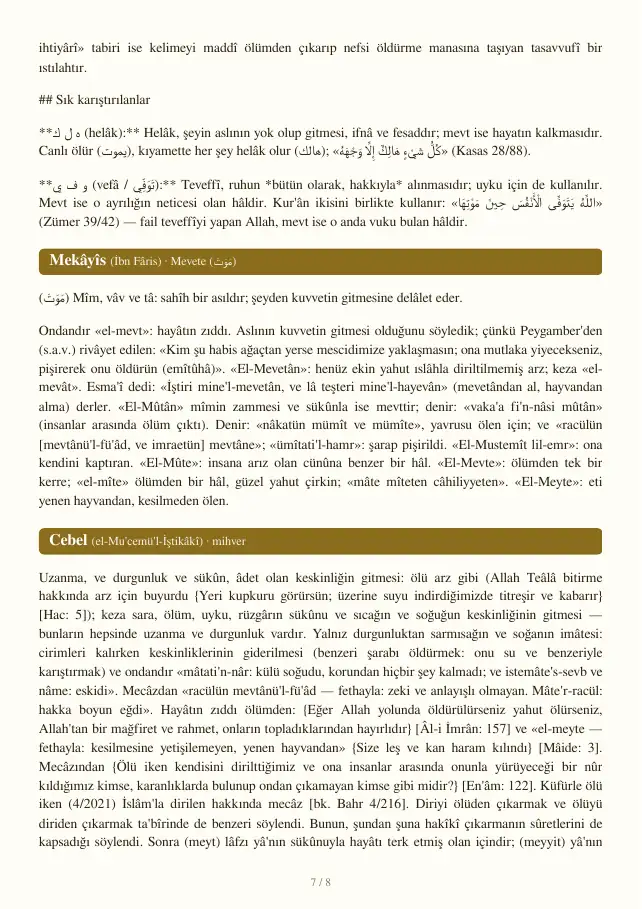 ihtiyârî» tabiri ise kelimeyi maddî ölümden çıkarıp nefsi öldürme manasına taşıyan tasavvufî bir
ıstılahtır.
## Sık karıştırılanlar
**ه ل ك (helâk):** Helâk, şeyin aslının yok olup gitmesi, ifnâ ve fesaddır; mevt ise hayatın kalkmasıdır.
Canlı ölür (يموت), kıyamette her şey helâk olur (هالك); «كُلُّ شَيْءٍ هَالِكٌ إِلَّا وَجْهَهُ» (Kasas 28/88).
**و ف ي (vefâ / تَوَفِّي):** Teveffî, ruhun *bütün olarak, hakkıyla* alınmasıdır; uyku için de kullanılır.
Mevt ise o ayrılığın neticesi olan hâldir. Kur'ân ikisini birlikte kullanır: «اللَّهُ يَتَوَفَّى الْأَنْفُسَ حِينَ مَوْتِهَا»
(Zümer 39/42) — fail teveffîyi yapan Allah, mevt ise o anda vuku bulan hâldir.
Mekâyîs (İbn Fâris) · Mevete (مَوَتَ)
(مَوَتَ) Mîm, vâv ve tâ: sahîh bir asıldır; şeyden kuvvetin gitmesine delâlet eder.
Ondandır «el-mevt»: hayâtın zıddı. Aslının kuvvetin gitmesi olduğunu söyledik; çünkü Peygamber'den
(s.a.v.) rivâyet edilen: «Kim şu habis ağaçtan yerse mescidimize yaklaşmasın; ona mutlaka yiyecekseniz,
pişirerek onu öldürün (emîtûhâ)». «El-Mevetân»: henüz ekin yahut ıslâhla diriltilmemiş arz; keza «el-
mevât». Esma'î dedi: «İştiri mine'l-mevetân, ve lâ teşteri mine'l-hayevân» (mevetândan al, hayvandan
alma) derler. «El-Mûtân» mîmin zammesi ve sükûnla ise mevttir; denir: «vaka'a fi'n-nâsi mûtân»
(insanlar arasında ölüm çıktı). Denir: «nâkatün mümît ve mümîte», yavrusu ölen için; ve «racülün
[mevtânü'l-fü'âd, ve imraetün] mevtâne»; «ümîtati'l-hamr»: şarap pişirildi. «El-Mustemît lil-emr»: ona
kendini kaptıran. «El-Mûte»: insana arız olan cünûna benzer bir hâl. «El-Mevte»: ölümden tek bir
kerre; «el-mîte» ölümden bir hâl, güzel yahut çirkin; «mâte mîteten câhiliyyeten». «El-Meyte»: eti
yenen hayvandan, kesilmeden ölen.
Cebel (el-Mu'cemü'l-İştikâkî) · mihver
Uzanma, ve durgunluk ve sükûn, âdet olan keskinliğin gitmesi: ölü arz gibi (Allah Teâlâ bitirme
hakkında arz için buyurdu {Yeri kupkuru görürsün; üzerine suyu indirdiğimizde titreşir ve kabarır}
[Hac: 5]); keza sara, ölüm, uyku, rüzgârın sükûnu ve sıcağın ve soğuğun keskinliğinin gitmesi —
bunların hepsinde uzanma ve durgunluk vardır. Yalnız durgunluktan sarmısağın ve soğanın imâtesi:
cirimleri kalırken keskinliklerinin giderilmesi (benzeri şarabı öldürmek: onu su ve benzeriyle
karıştırmak) ve ondandır «mâtati'n-nâr: külü soğudu, korundan hiçbir şey kalmadı; ve istemâte's-sevb ve
nâme: eskidi». Mecâzdan «racülün mevtânü'l-fü'âd — fethayla: zeki ve anlayışlı olmayan. Mâte'r-racül:
hakka boyun eğdi». Hayâtın zıddı ölümden: {Eğer Allah yolunda öldürülürseniz yahut ölürseniz,
Allah'tan bir mağfiret ve rahmet, onların topladıklarından hayırlıdır} [Âl-i İmrân: 157] ve «el-meyte —
fethayla: kesilmesine yetişilemeyen, yenen hayvandan» {Size leş ve kan haram kılındı} [Mâide: 3].
Mecâzından {Ölü iken kendisini dirilttiğimiz ve ona insanlar arasında onunla yürüyeceği bir nûr
kıldığımız kimse, karanlıklarda bulunup ondan çıkamayan kimse gibi midir?} [En'âm: 122]. Küfürle ölü
iken (4/2021) İslâm'la dirilen hakkında mecâz [bk. Bahr 4/216]. Diriyi ölüden çıkarmak ve ölüyü
diriden çıkarmak ta'bîrinde de benzeri söylendi. Bunun, şundan şuna hakîkî çıkarmanın sûretlerini de
kapsadığı söylendi. Sonra (meyt) lâfzı yâ'nın sükûnuyla hayâtı terk etmiş olan içindir; (meyyit) yâ'nın
7 / 8